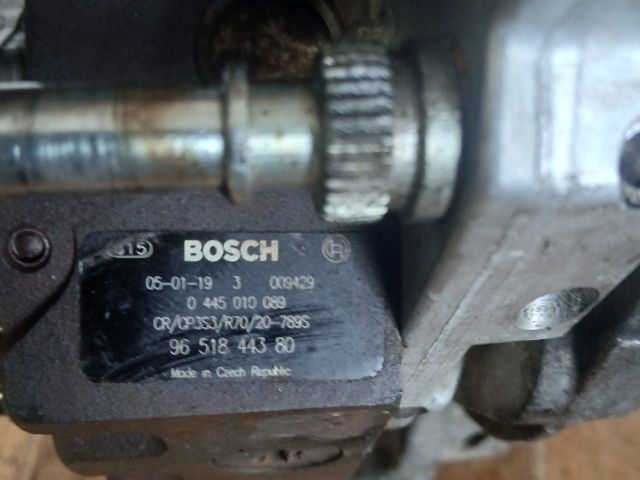 315 BOSCH
05-01-19 3 009429
0 445 010 089
CR/CP3S3/R70/20-789S
96 518 443 80
Made in Czech Republic